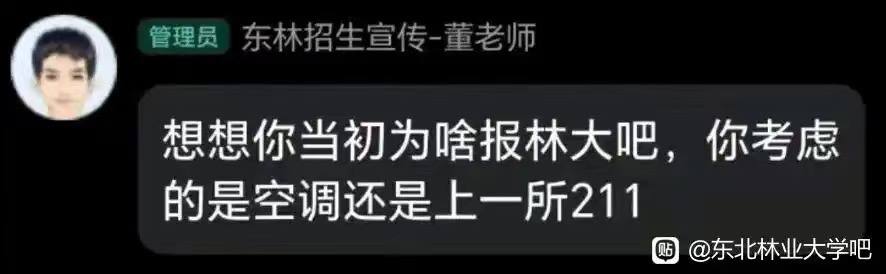 管理员 东林招生宣传-董老师
想想你当初为啥报林大吧，你考虑
的是空调还是上一所211
贴 @东北林业大学吧